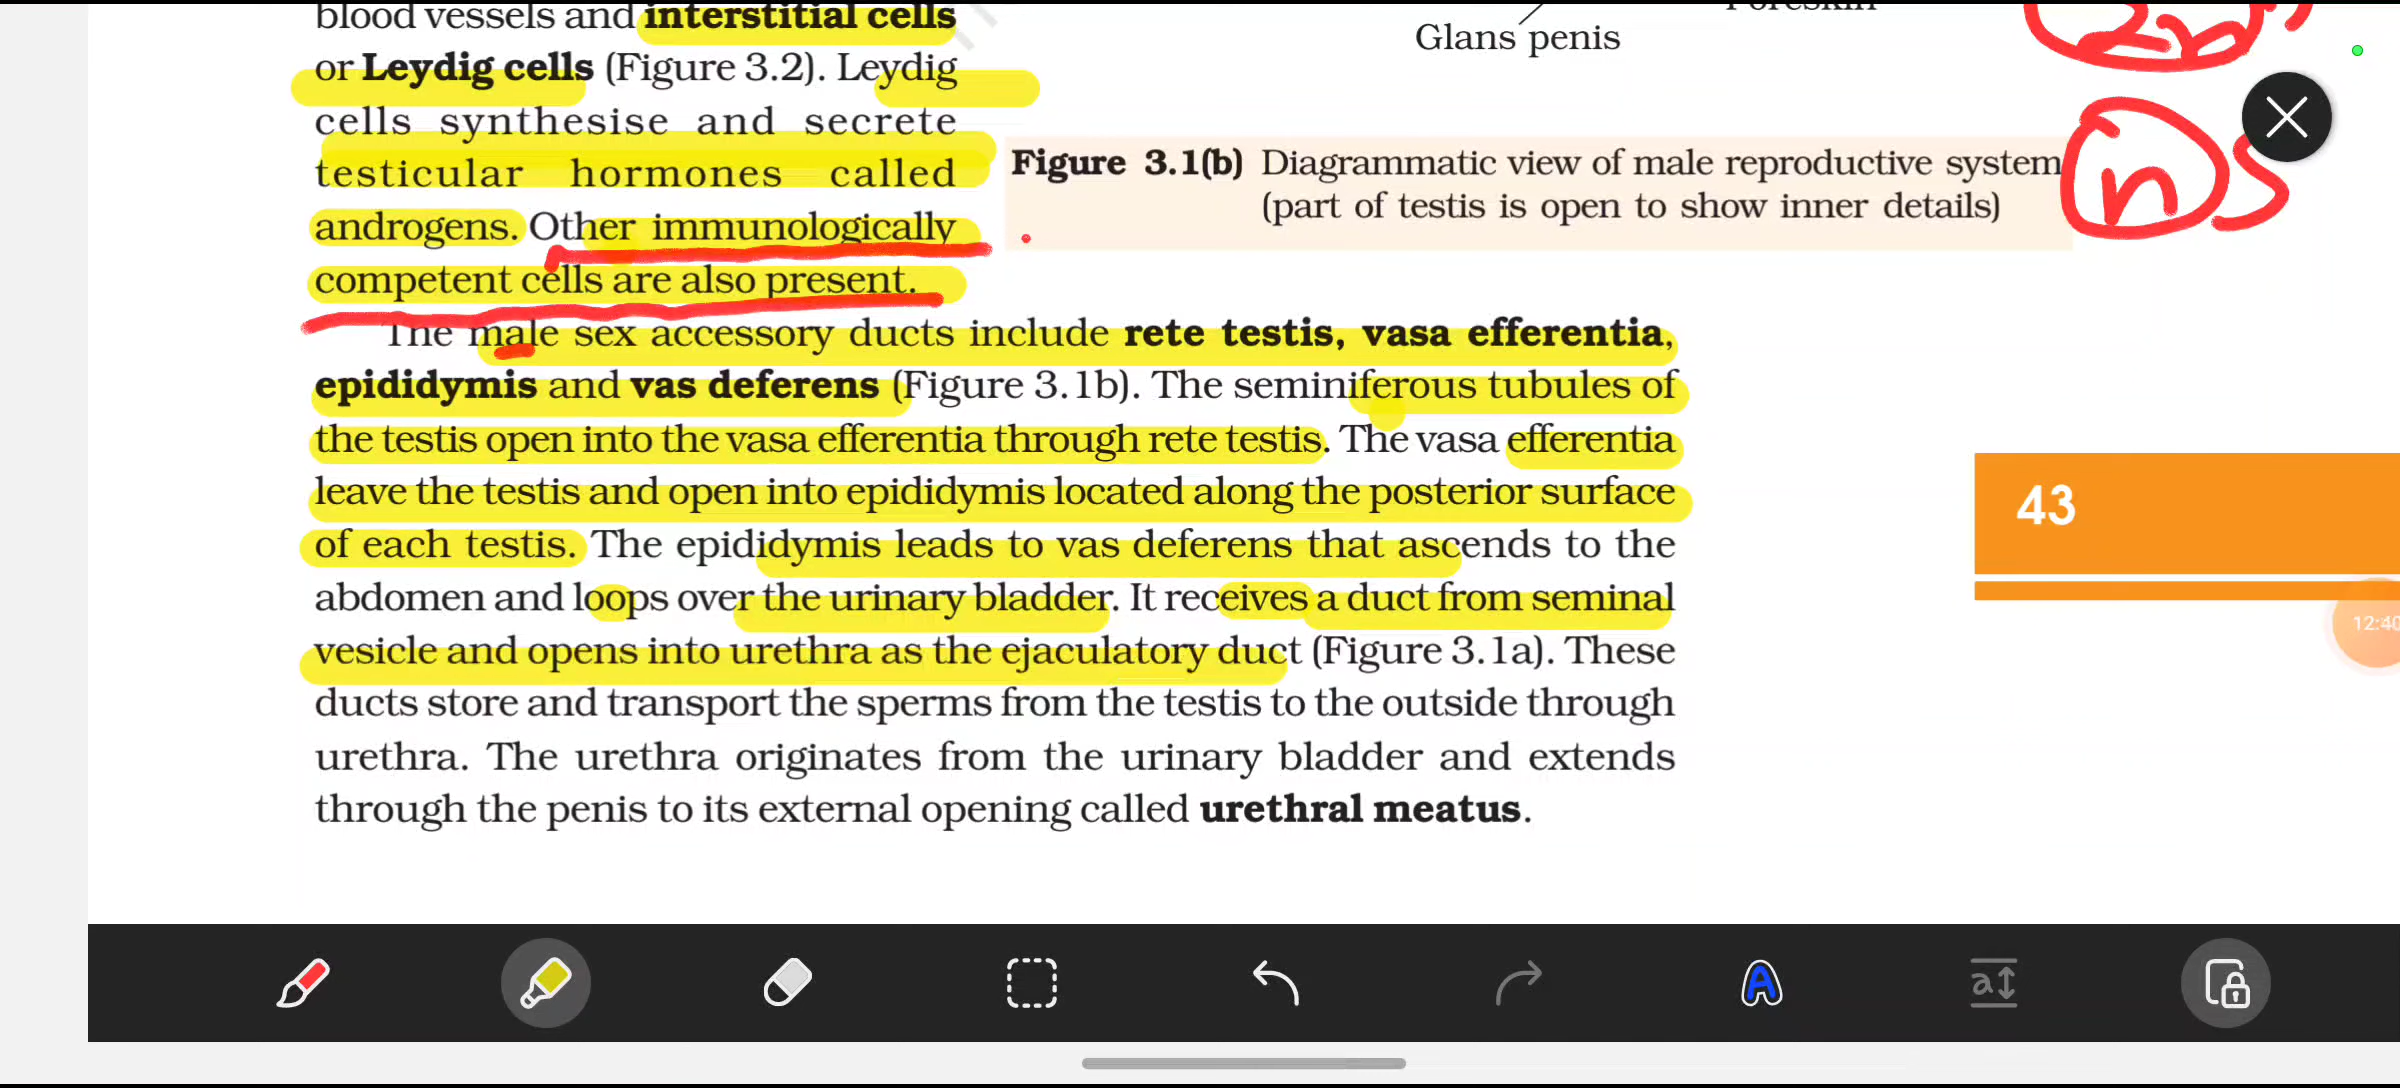 blood vessels and interstitial cells
or Leydig cells (Figure 3.2). Leydig
cells synthesise and secrete
testicular hormones called
androgens. Other immunologically
competent cells are also present.
Glans penis
Foreskin
Figure 3.1(b) Diagrammatic view of male reproductive system
(part of testis is open to show inner details)
n s
The male sex accessory ducts include rete testis, vasa efferentia,
epididymis and vas deferens (Figure 3.1b). The seminiferous tubules of
the testis open into the vasa efferentia through rete testis. The vasa efferentia
leave the testis and open into epididymis located along the posterior surface
of each testis. The epididymis leads to vas deferens that ascends to the
abdomen and loops over the urinary bladder. It receives a duct from seminal
vesicle and opens into urethra as the ejaculatory duct (Figure 3.1a). These
ducts store and transport the sperms from the testis to the outside through
urethra. The urethra originates from the urinary bladder and extends
through the penis to its external opening called urethral meatus.
43
12:40
A
a